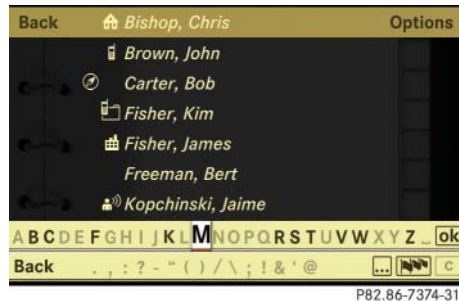 Back Bishop, Chris Options
Brown, John
Carter, Bob
Fisher, Kim
Fisher, James
Freeman, Bert
Kopchinski, Jaime
A B C D E F G H I J K L M N O P Q R S T U V W X Y Z _ ok
Back . , : ? - " ( ) / \ ; ! & ' @ ... C
P82.86-7374-31